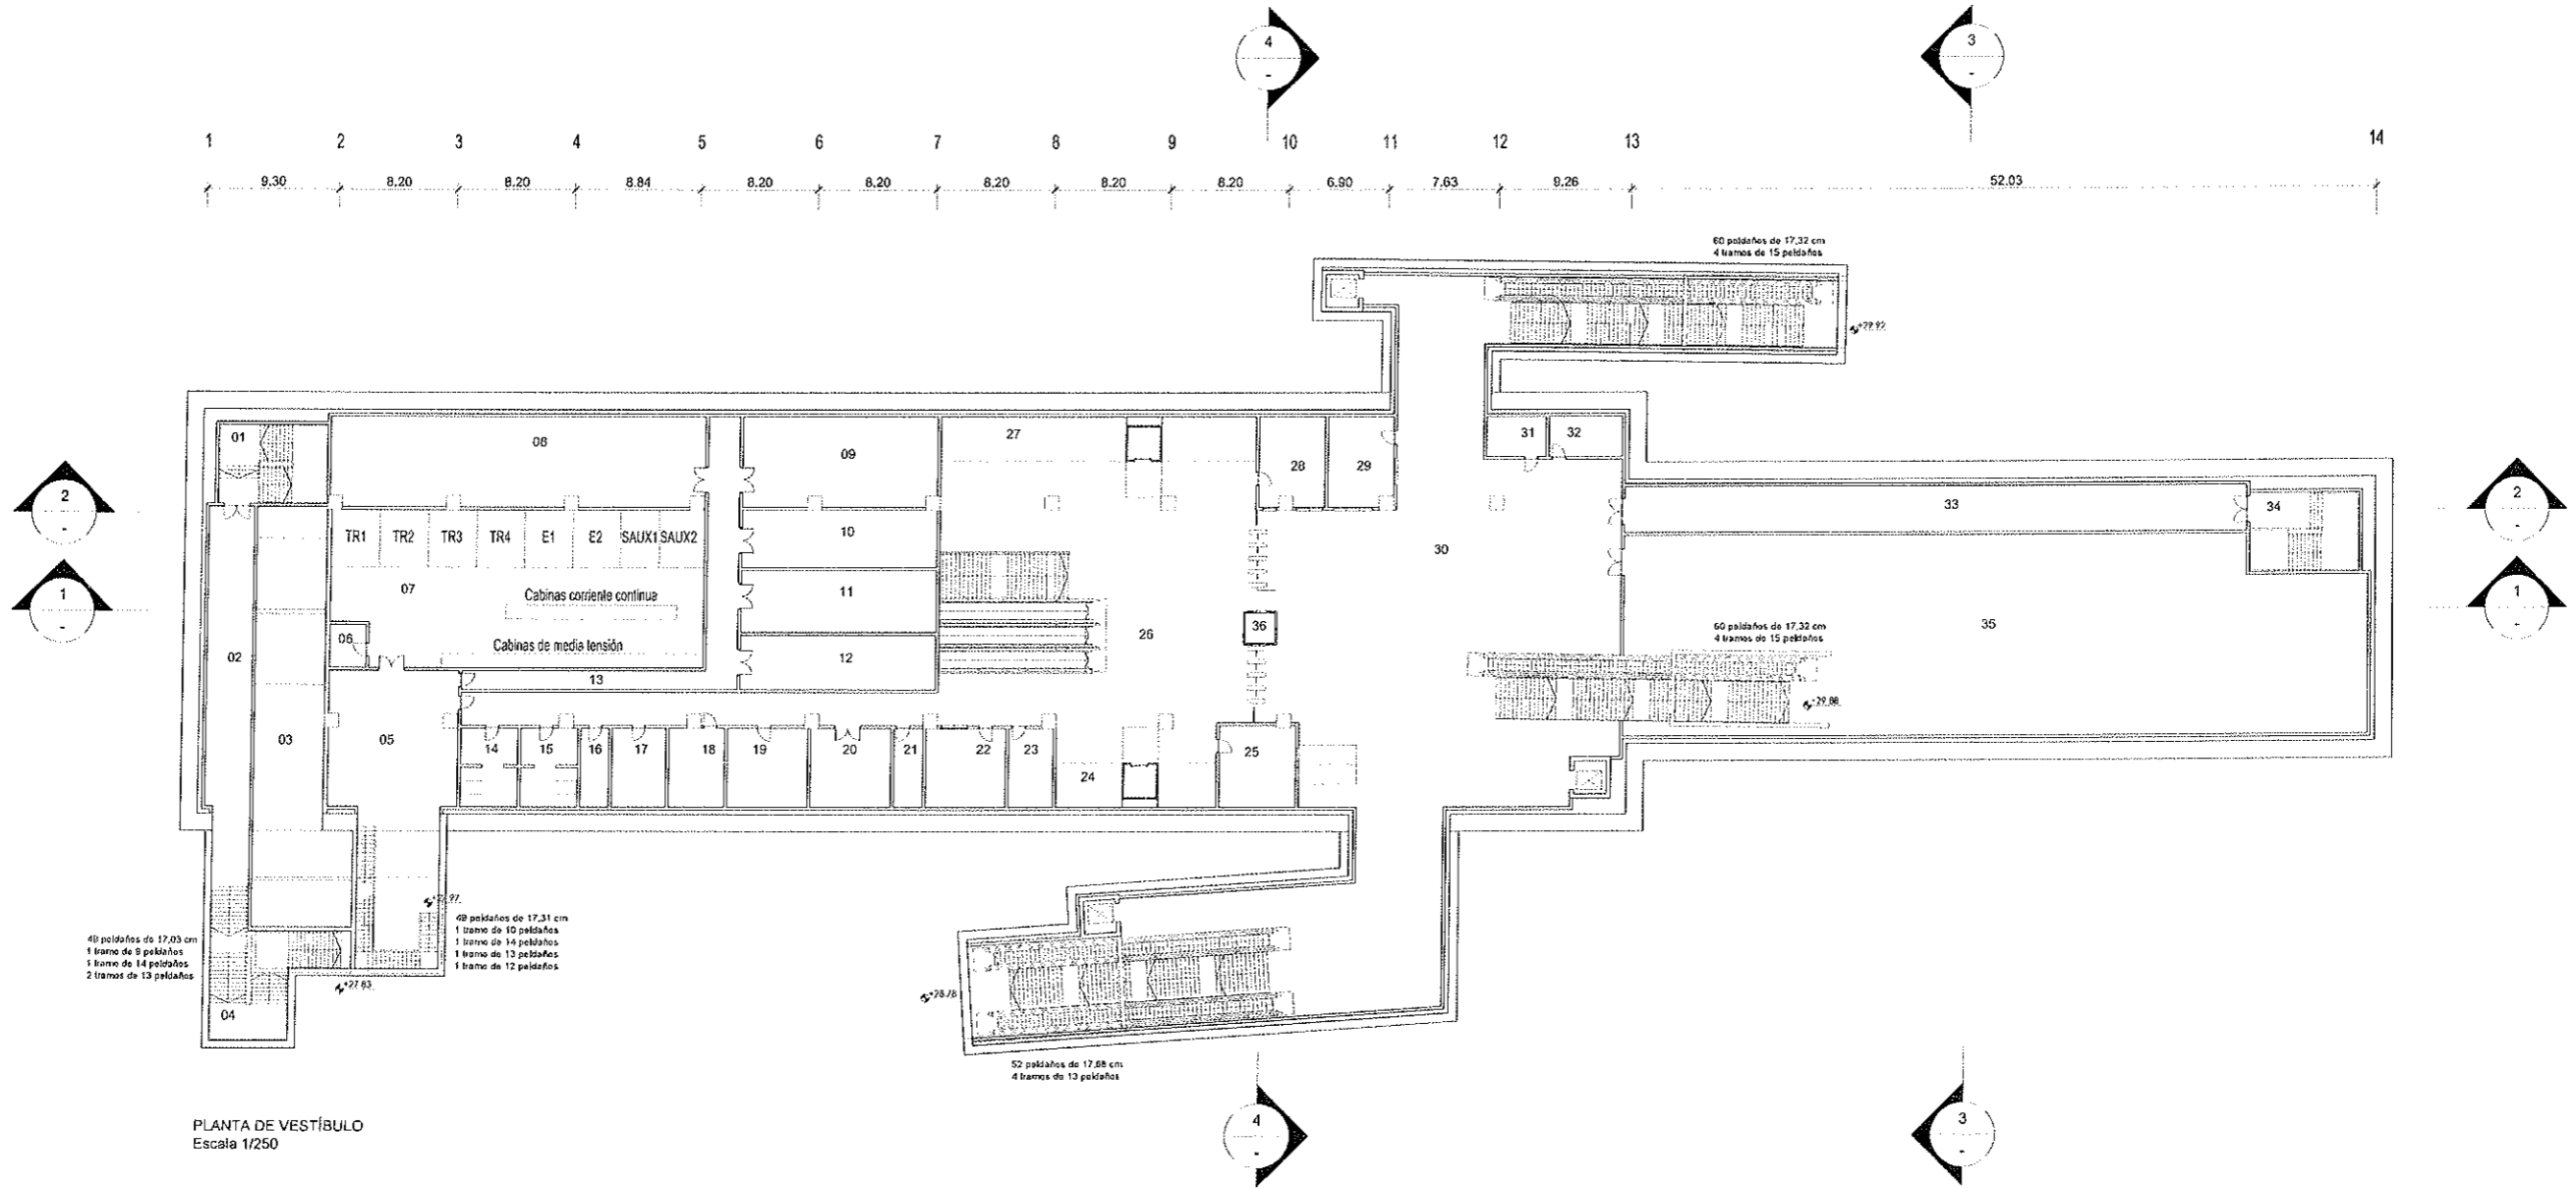 4
-
3
-
1 2 3 4 5 6 7 8 9 10 11 12 13 14
9.30 8.20 8.20 8.84 8.20 8.20 8.20 8.20 8.20 6.90 7.63 9.26 52.03
60 peldaños de 17,32 cm
4 tramos de 15 peldaños
+29.92
01
08
09
27
28
29
31
32
2
-
33
34
2
-
TR1 TR2 TR3 TR4 E1 E2 SAUX1 SAUX2
10
30
1
-
07
Cabinas corriente continua
11
26
36
35
1
-
60 peldaños de 17,32 cm
4 tramos de 15 peldaños
06
Cabinas de media tensión
02
12
13
+29.88
03
05
14
15
16
17
18
19
20
21
22
23
24
25
49 peldaños de 17,31 cm
1 tramo de 10 peldaños
1 tramo de 14 peldaños
1 tramo de 13 peldaños
1 tramo de 12 peldaños
peldaños de 17,03 cm
1 tramo de 9 peldaños
1 tramo de 14 peldaños
2 tramos de 13 peldaños
+27.83
04
52 peldaños de 17,68 cm
4 tramos de 13 peldaños
PLANTA DE VESTÍBULO
Escala 1/250
4
-
3
-